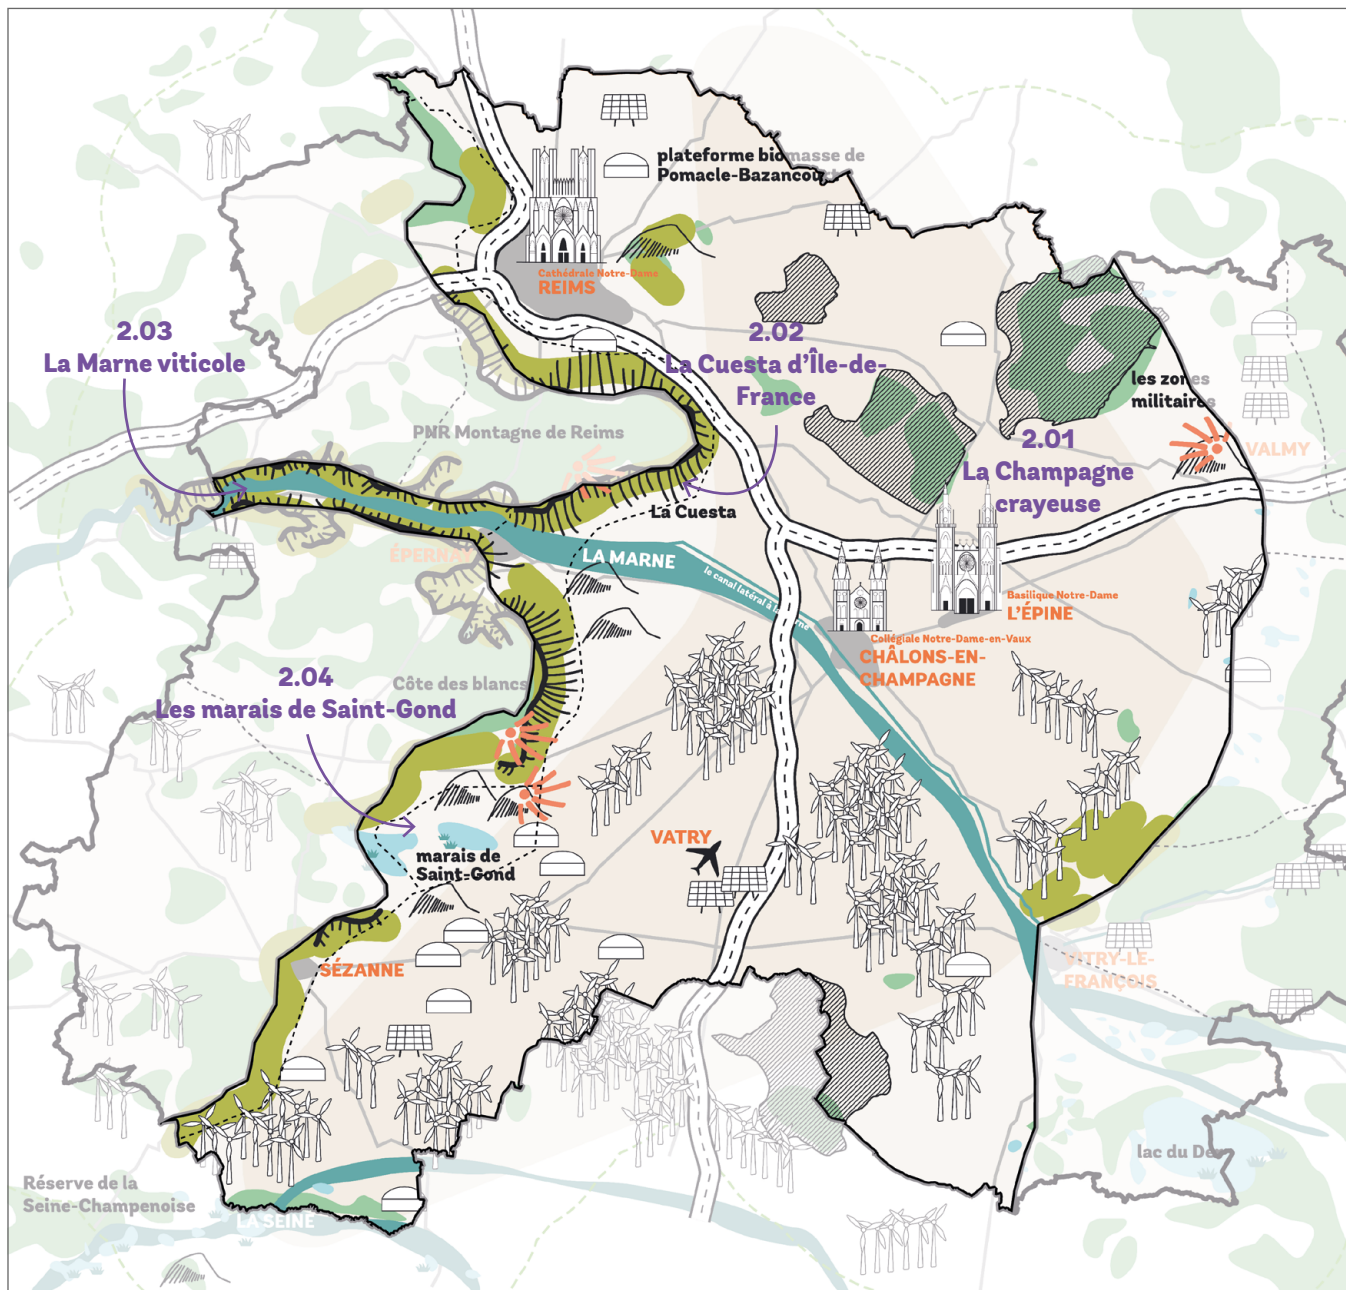 plateforme biomasse de
Pomacle-Bazancourt
Cathédrale Notre-Dame
REIMS
2.03
La Marne viticole
2.02
La Cuesta d’Île-de-
France
les zones
militaires
PNR Montagne de Reims
2.01
La Champagne
crayeuse
VALMY
La Cuesta
ÉPERNAY
LA MARNE
le canal latéral à la Marne
Basilique Notre-Dame
L’ÉPINE
Collégiale Notre-Dame-en-Vaux
CHÂLONS-EN-
CHAMPAGNE
2.04
Les marais de Saint-Gond
Côte des blancs
VATRY
marais de
Saint-Gond
SÉZANNE
VITRY-LE-
FRANÇOIS
lac du Der
Réserve de la
Seine-Champenoise
LA SEINE